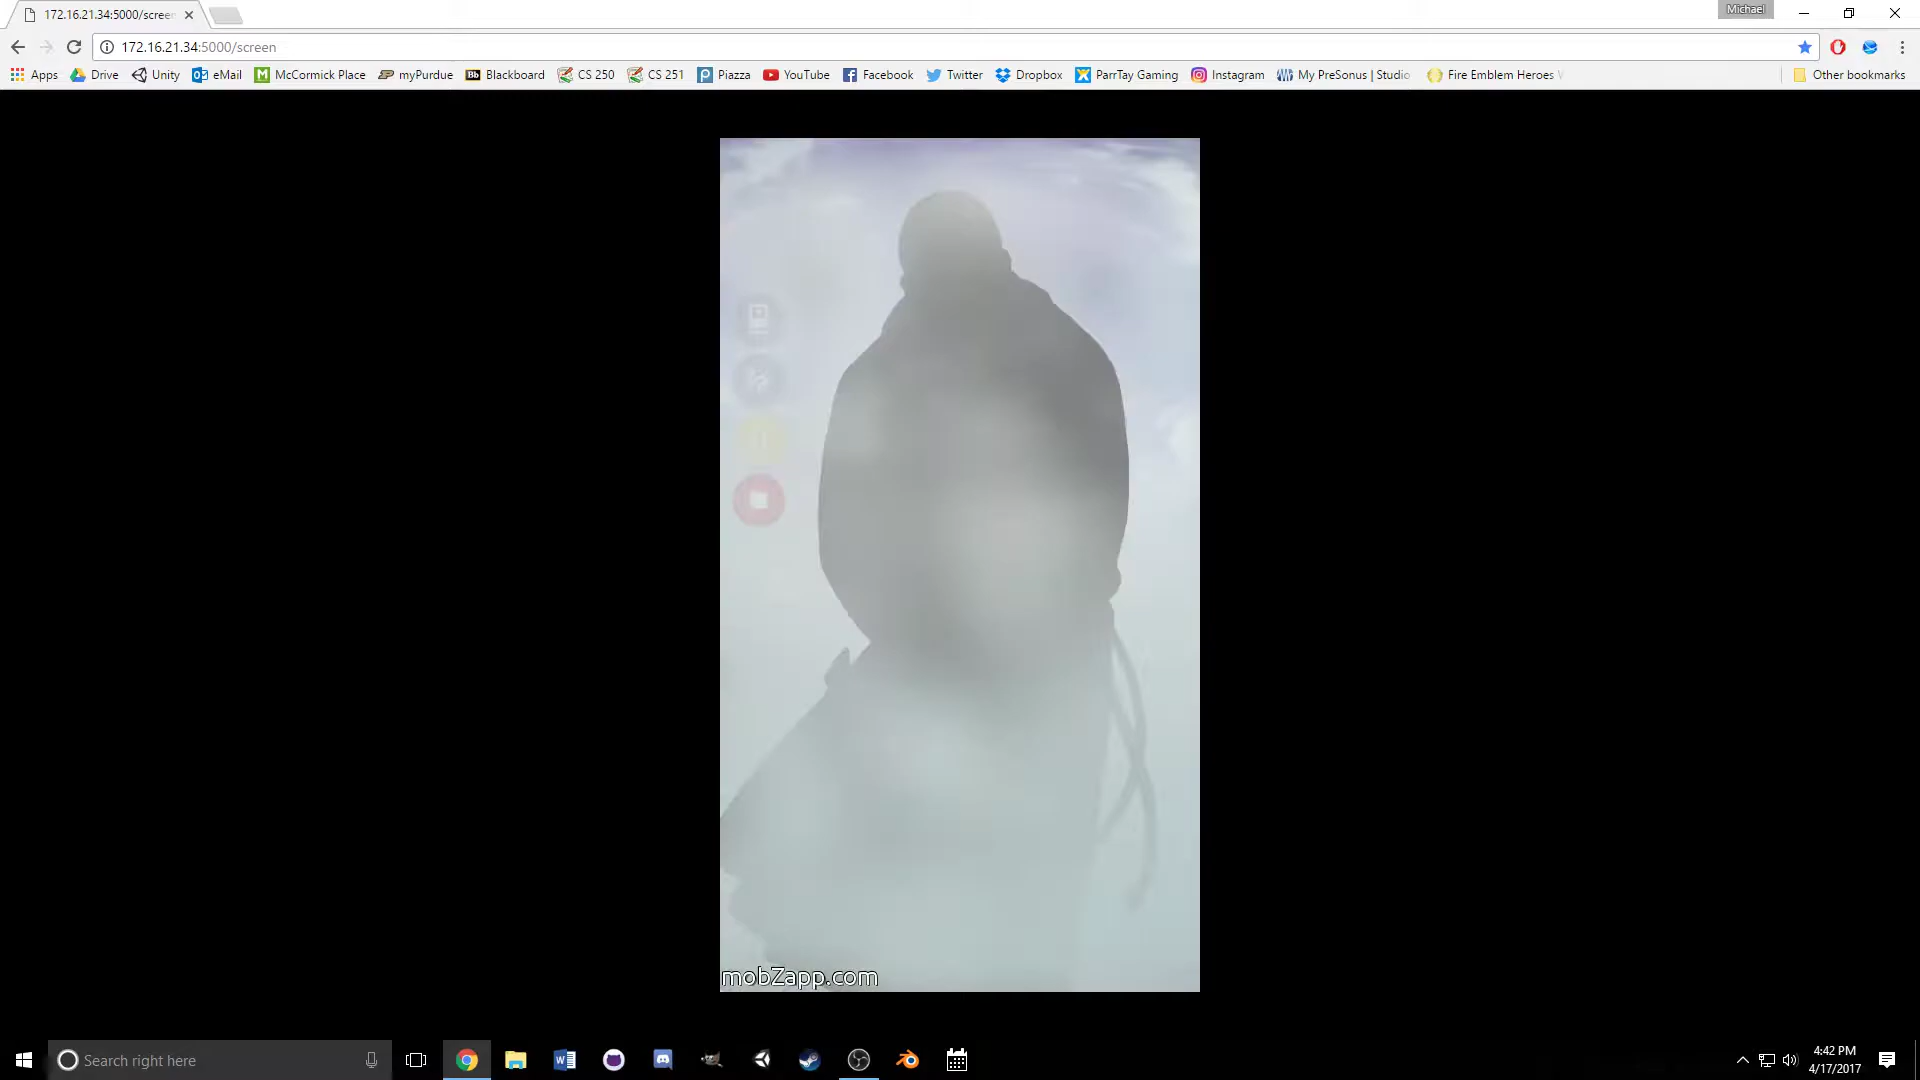 172.16.21.34:5000/screen
Michael
172.16.21.34:5000/screen
Apps Drive Unity eMail McCormick Place myPurdue Bb Blackboard CS 250 CS 251 Piazza YouTube Facebook Twitter Dropbox ParrTay Gaming Instagram My PreSonus | Studio Fire Emblem Heroes Other bookmarks
mobZapp.com
Search right here
4:42 PM
4/17/2017